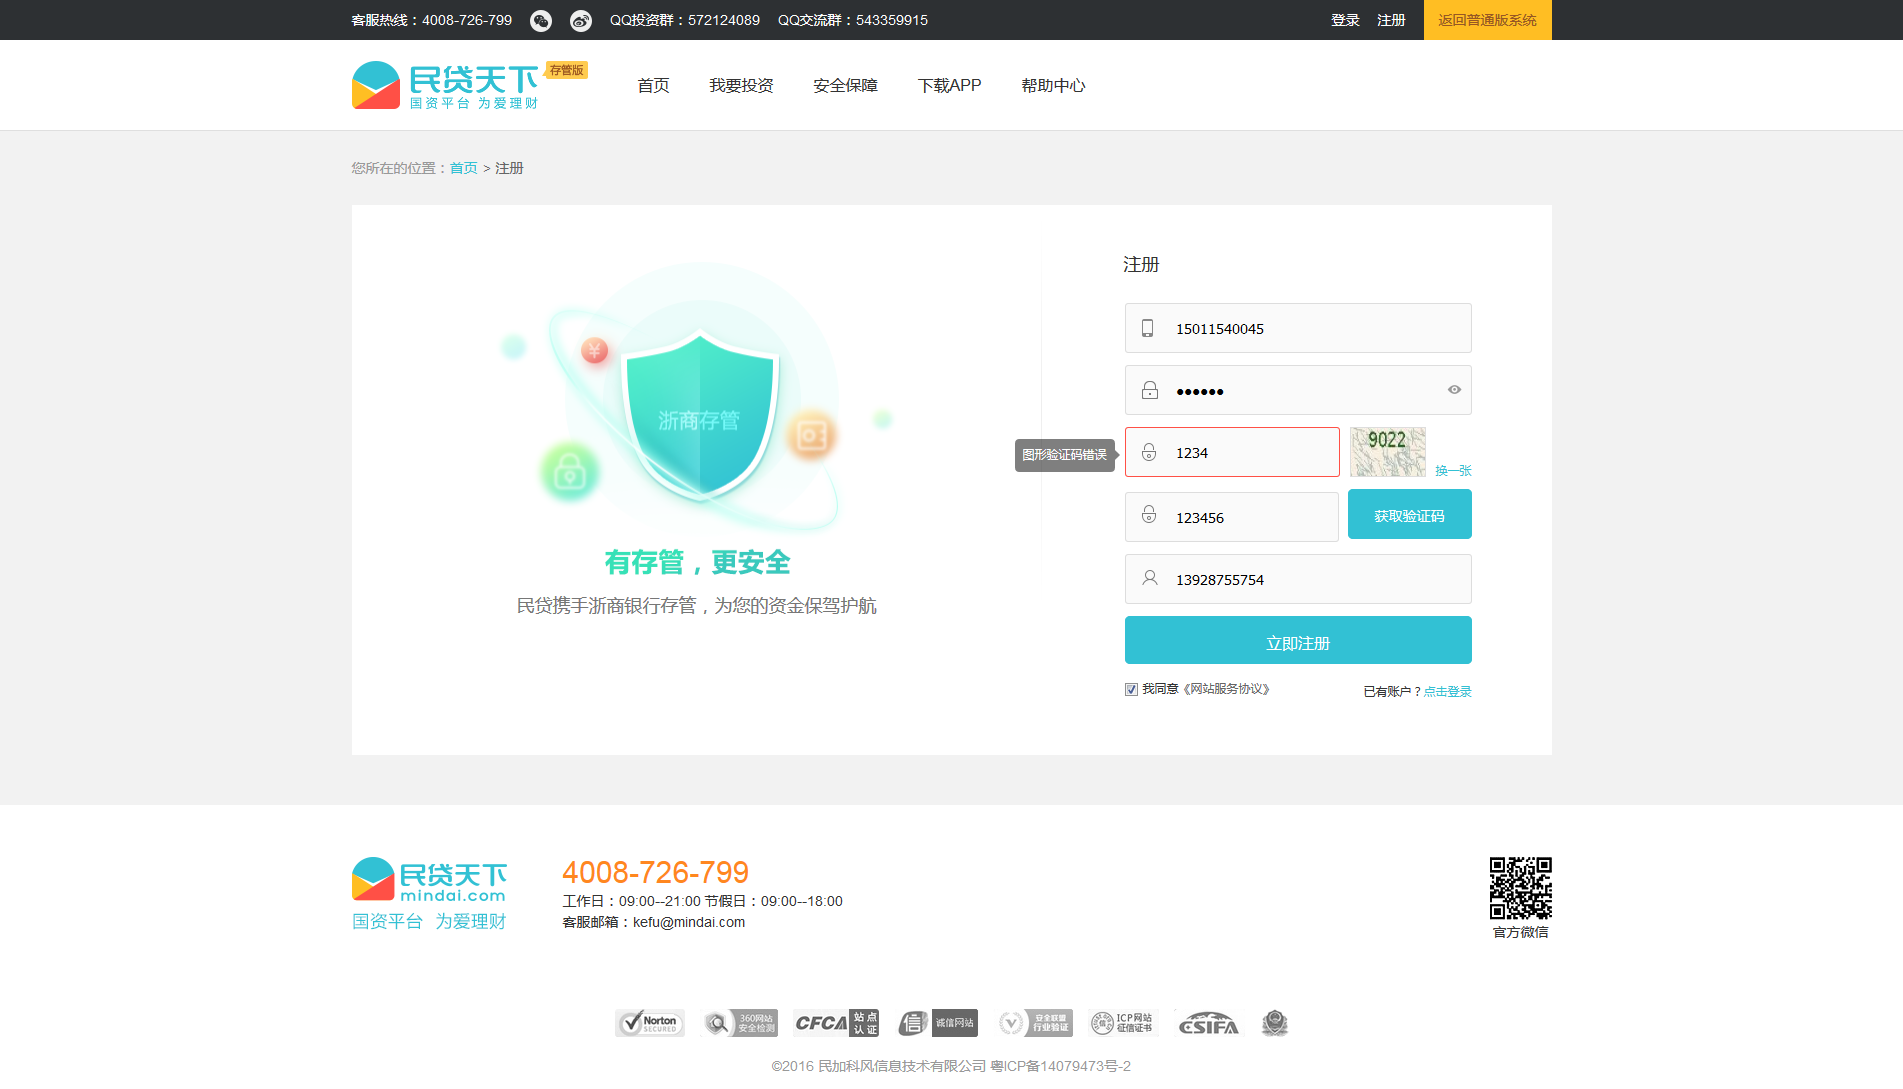 客服热线：4008-726-799 QQ投资群：572124089 QQ交流群：543359915 登录 注册 返回普通版系统
民贷天下 存管版
国资平台 为爱理财
首页 我要投资 安全保障 下载APP 帮助中心
您所在的位置：首页 > 注册
注册
15011540045
●●●●●●
图形验证码错误 1234 9022 换一张
123456 获取验证码
13928755754
立即注册
我同意《网站服务协议》 已有账户？点击登录
浙商存管
有存管，更安全
民贷携手浙商银行存管，为您的资金保驾护航
民贷天下
mindai.com
国资平台 为爱理财
4008-726-799
工作日：09:00--21:00 节假日：09:00--18:00
客服邮箱：kefu@mindai.com
官方微信
Norton SECURED
360网站 安全检测
CFCA 站点认证
信 诚信网站
安全联盟 行业验证
ICP网站 征信证书
CSIFA
©2016 民加科风信息技术有限公司 粤ICP备14079473号-2